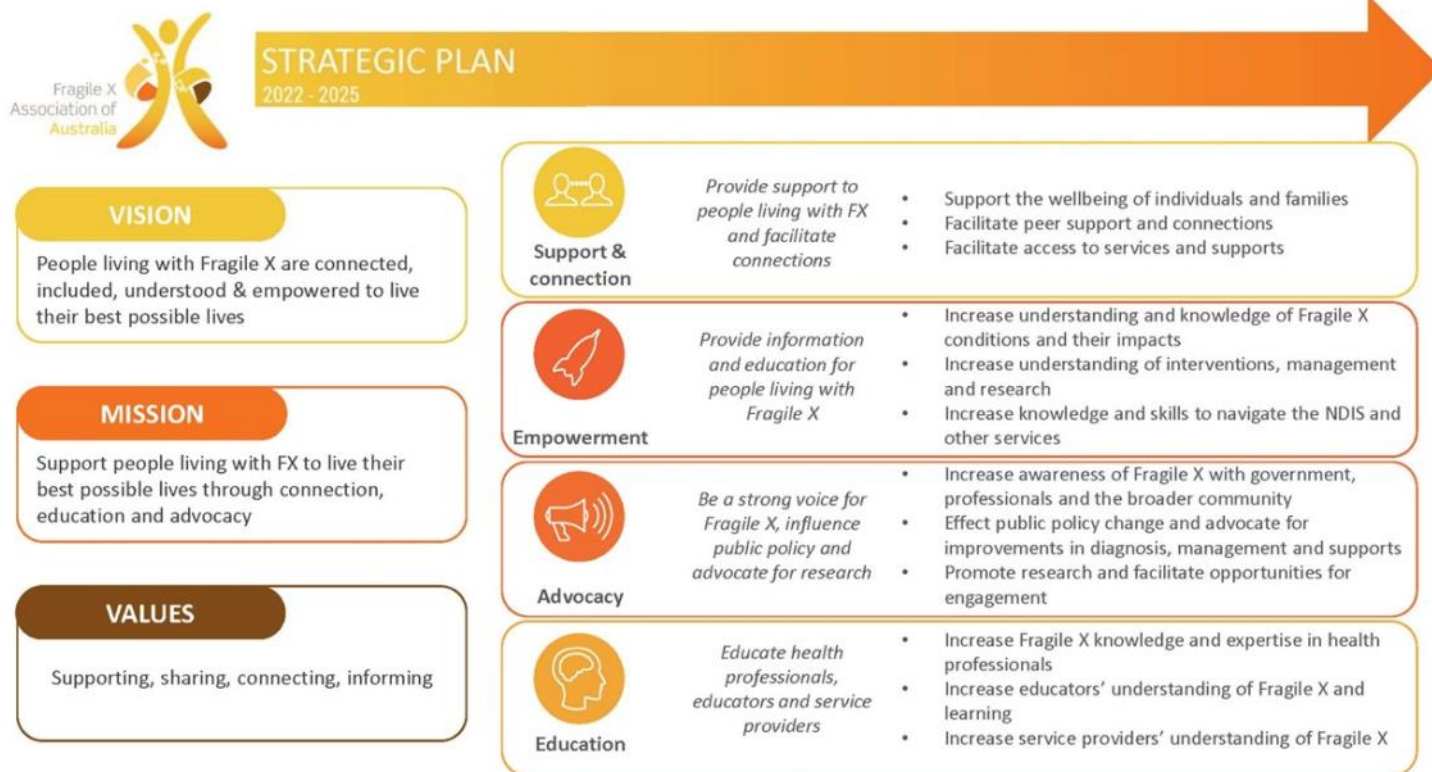 Fragile X
Association of
Australia
STRATEGIC PLAN
2022 - 2025
VISION
People living with Fragile X are connected,
included, understood & empowered to live
their best possible lives
MISSION
Support people living with FX to live their
best possible lives through connection,
education and advocacy
VALUES
Supporting, sharing, connecting, informing
Support &
connection
Provide support to
people living with FX
and facilitate
connections
• Support the wellbeing of individuals and families
• Facilitate peer support and connections
• Facilitate access to services and supports
Empowerment
Provide information
and education for
people living with
Fragile X
• Increase understanding and knowledge of Fragile X
conditions and their impacts
• Increase understanding of interventions, management
and research
• Increase knowledge and skills to navigate the NDIS and
other services
Advocacy
Be a strong voice for
Fragile X, influence
public policy and
advocate for research
• Increase awareness of Fragile X with government,
professionals and the broader community
• Effect public policy change and advocate for
improvements in diagnosis, management and supports
• Promote research and facilitate opportunities for
engagement
Education
Educate health
professionals,
educators and service
providers
• Increase Fragile X knowledge and expertise in health
professionals
• Increase educators’ understanding of Fragile X and
learning
• Increase service providers’ understanding of Fragile X